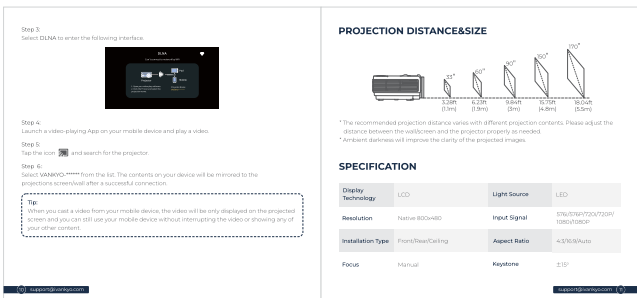 Step 3:
Select DLNA to enter the following interface.
DLNA
Step 4:
Launch a video-playing App on your mobile device and play a video.
Step 5:
Tap the icon and search for the projector.
Step 6:
Select VANKYO-****** from the list. The contents on your device will be mirrored to the
projections screen/wall after a successful connection.
Tip:
When you cast a video from your mobile device, the video will be only displayed on the projected
screen and you can still use your mobile device without interrupting the video or showing any of
your other content.
10 support@ivankyo.com
PROJECTION DISTANCE&SIZE
33" 60" 90" 150" 170"
3.28ft 6.23ft 9.84ft 15.75ft 18.04ft
(1.1m) (1.9m) (3m) (4.8m) (5.5m)
* The recommended projection distance varies with different projection contents. Please adjust the
distance between the wall/screen and the projector properly as needed.
* Ambient darkness will improve the clarity of the projected images.
SPECIFICATION
Display Technology LCD Light Source LED
Resolution Native 800x480 Input Signal 576i/576P/720i/720P/
1080i/1080P
Installation Type Front/Rear/Ceiling Aspect Ratio 4:3/16:9/Auto
Focus Manual Keystone ±15°
support@ivankyo.com 11